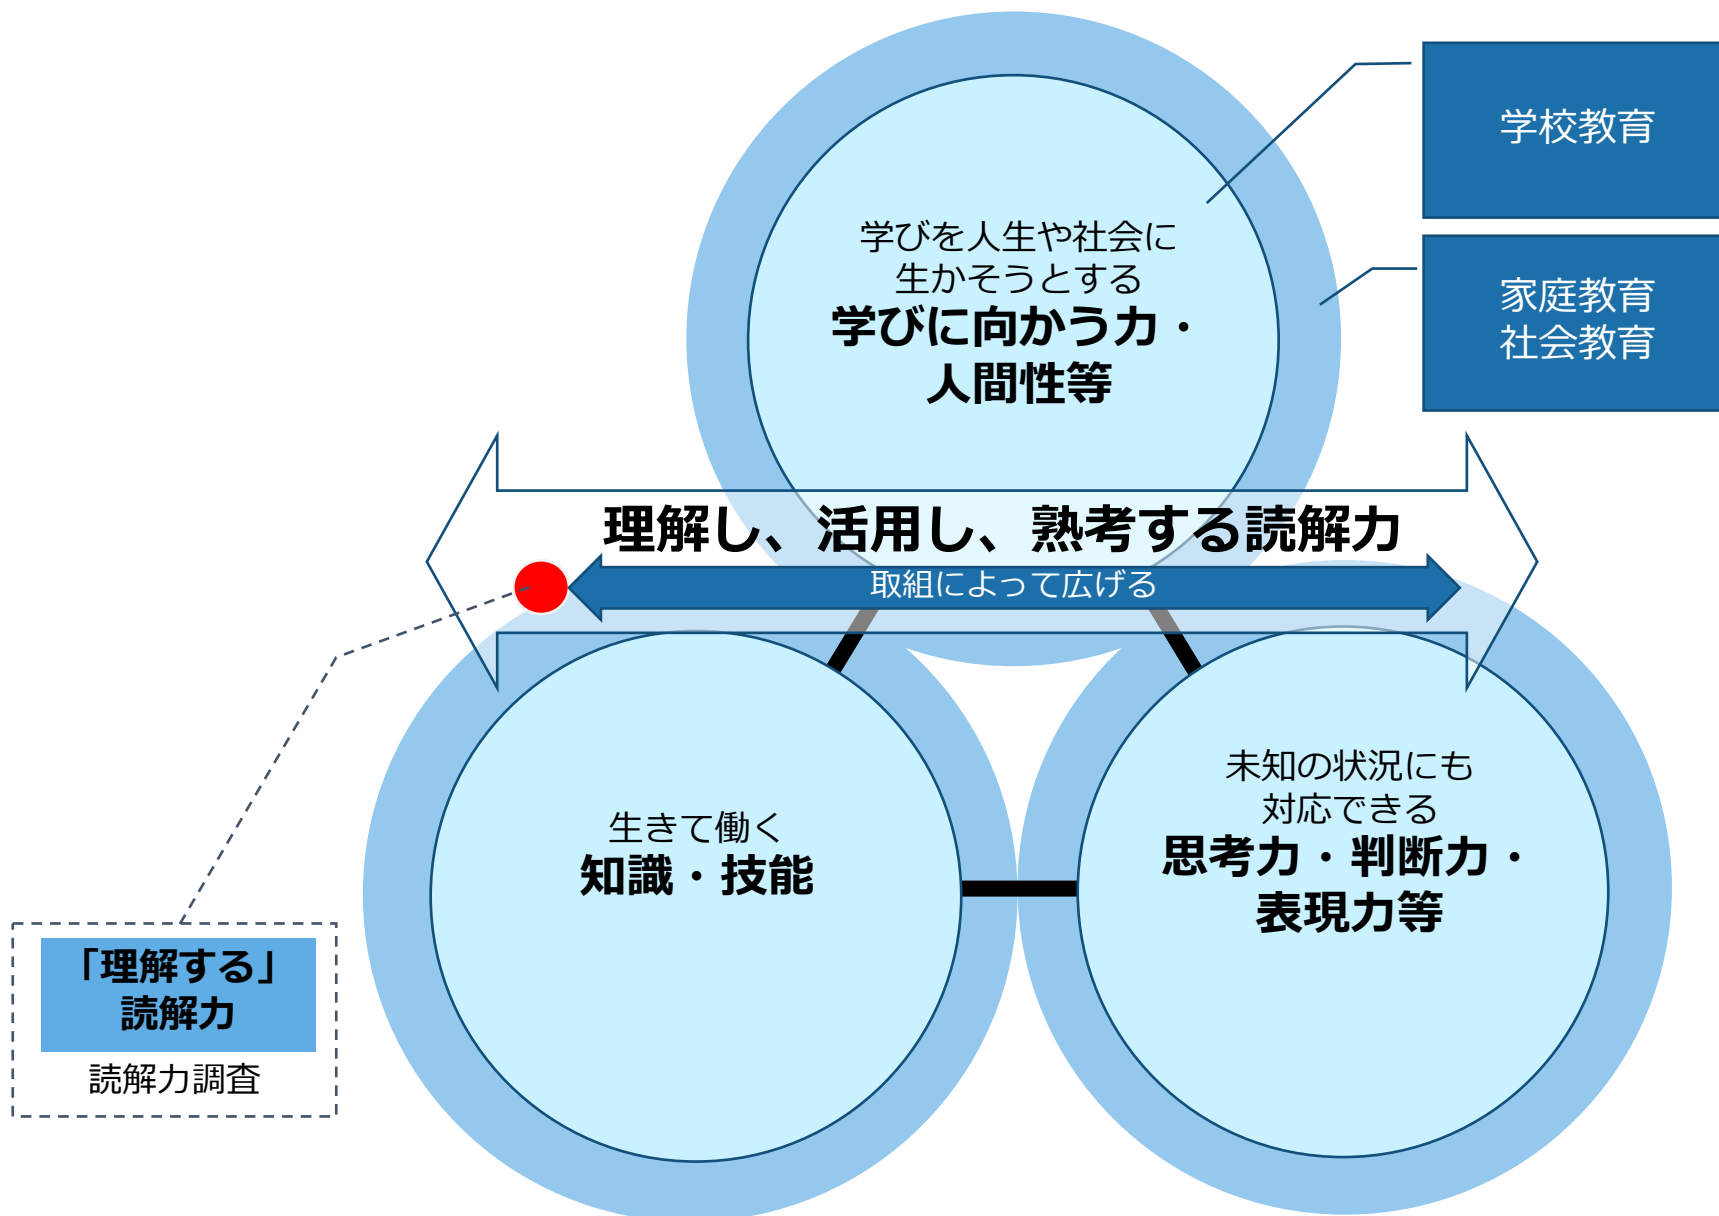 学校教育
家庭教育
社会教育
学びを人生や社会に
生かそうとする
学びに向かう力・
人間性等
理解し、活用し、熟考する読解力
取組によって広げる
生きて働く
知識・技能
未知の状況にも
対応できる
思考力・判断力・
表現力等
「理解する」
読解力
読解力調査